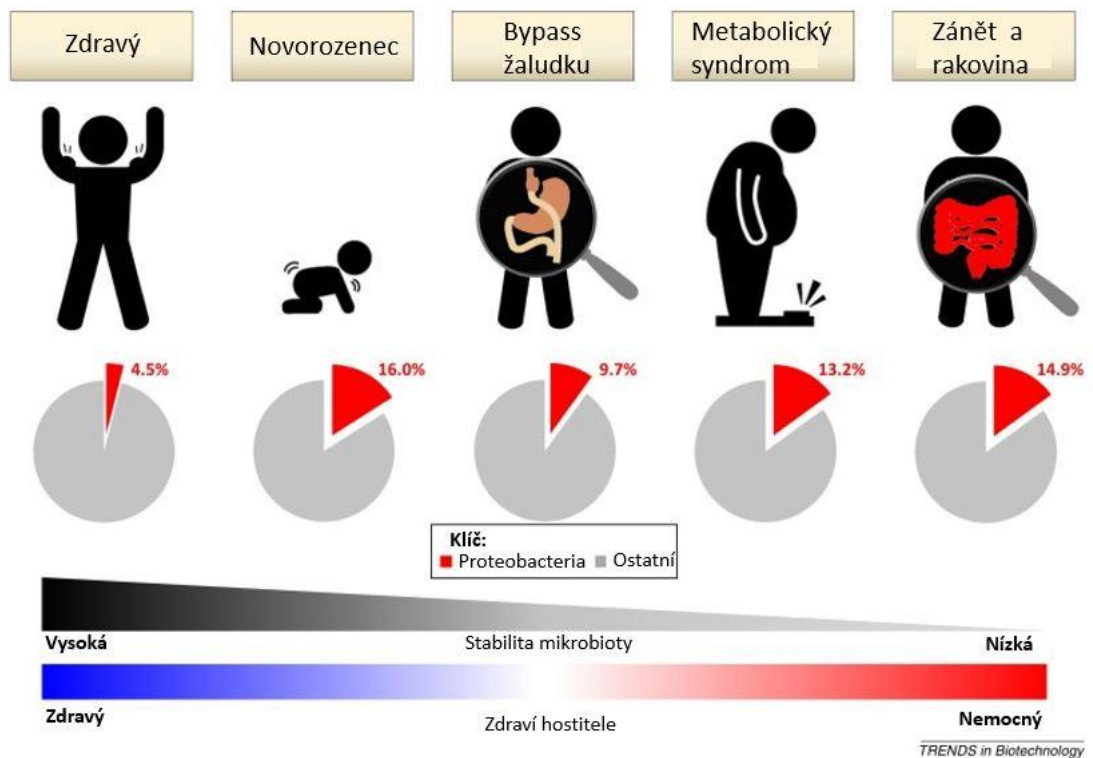 Zdravý
Novorozenec
Bypass
žaludku
Metabolický
syndrom
Zánět a
rakovina
4.5%
16.0%
9.7%
13.2%
14.9%
Klíč:
Proteobacteria Ostatní
Vysoká
Stabilita mikrobioty
Nízká
Zdravý
Zdraví hostitele
Nemocný
TRENDS in Biotechnology